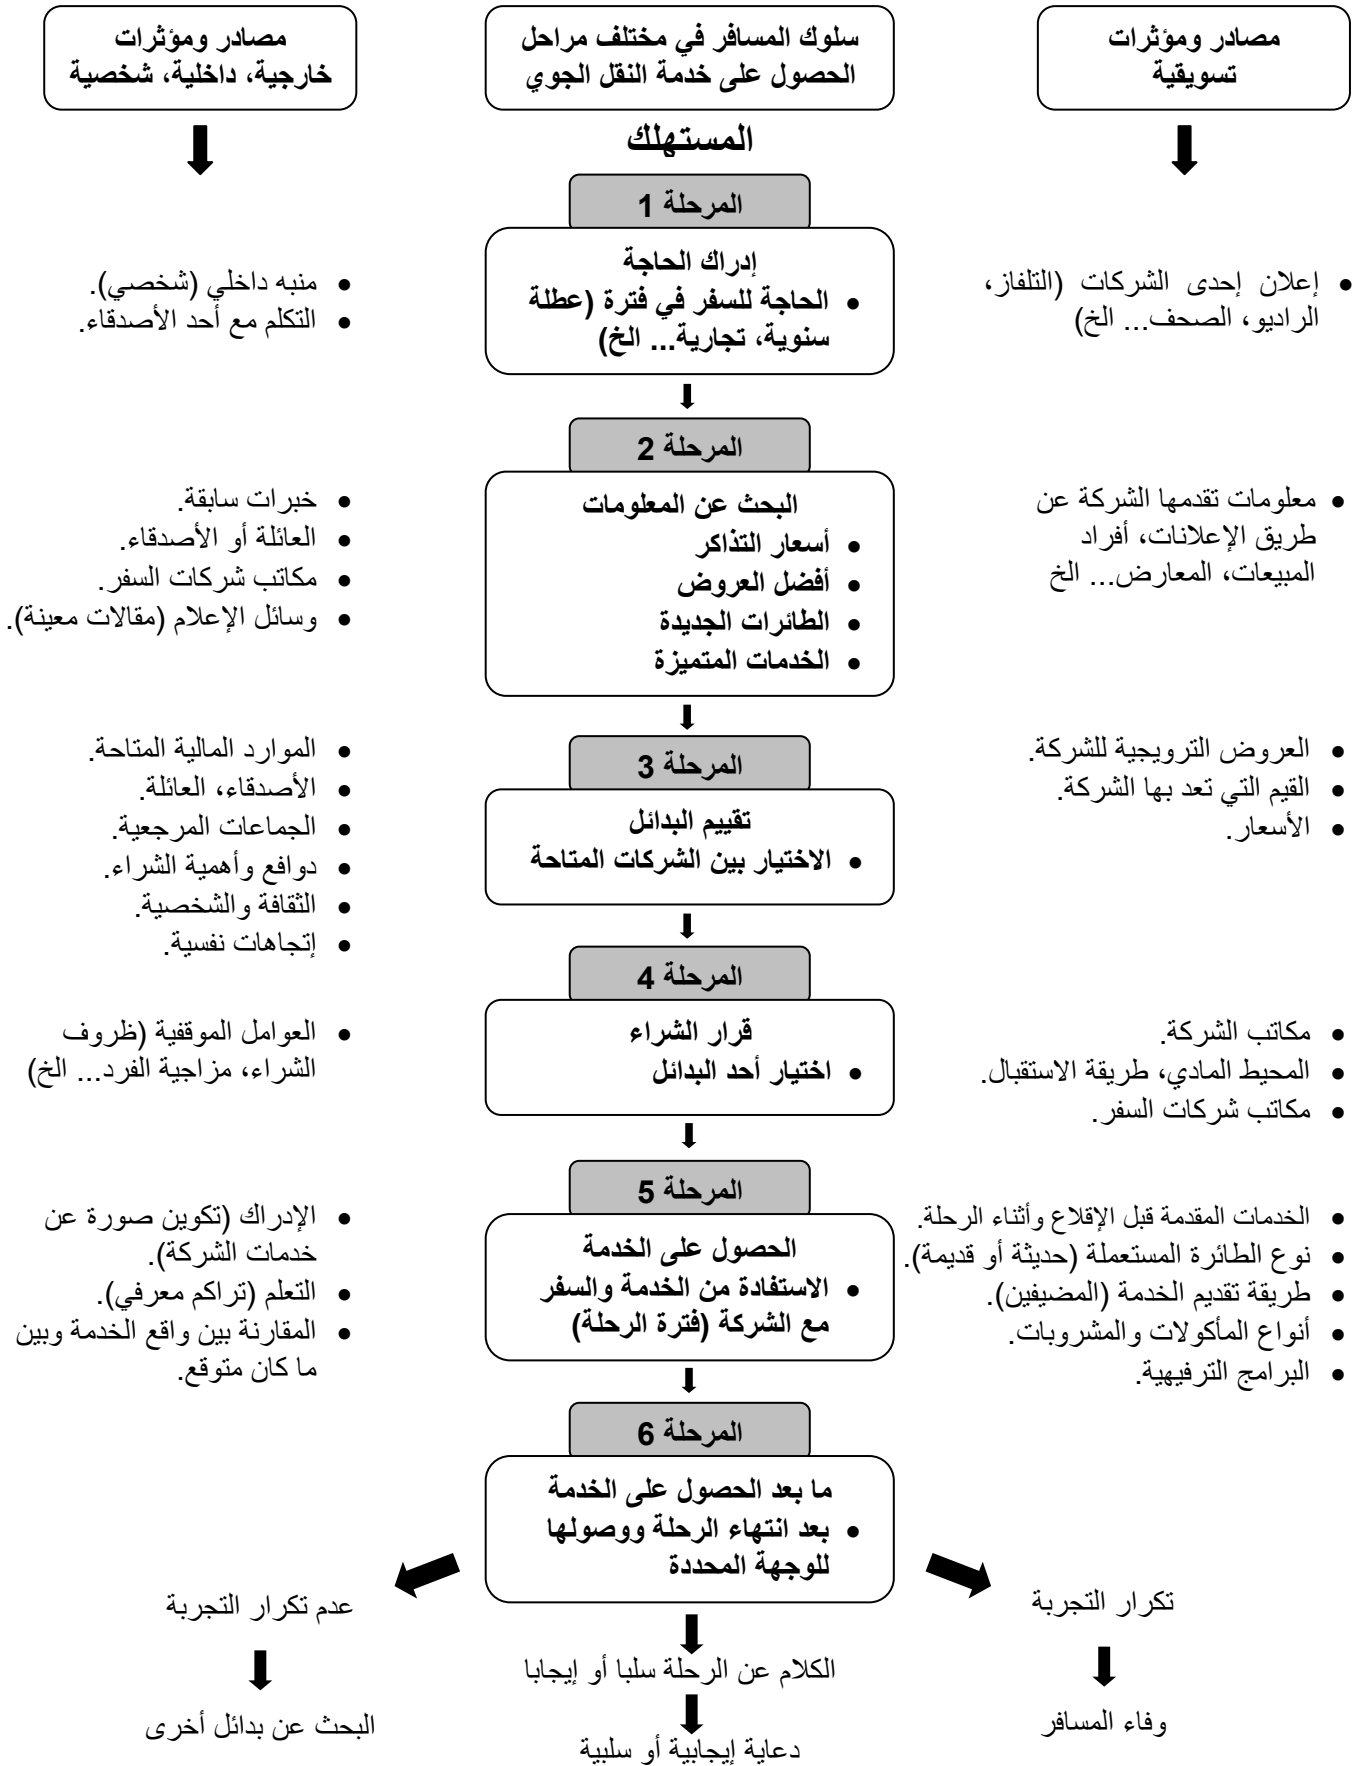 مصادر ومؤثرات
تسويقية
سلوك المسافر في مختلف مراحل
الحصول على خدمة النقل الجوي
مصادر ومؤثرات
خارجية، داخلية، شخصية
المستهلك
المرحلة 1
إدراك الحاجة
• الحاجة للسفر في فترة (عطلة
سنوية، تجارية... الخ)
• إعلان إحدى الشركات (التلفاز،
الراديو، الصحف... الخ)
• منبه داخلي (شخصي).
• التكلم مع أحد الأصدقاء.
المرحلة 2
البحث عن المعلومات
• أسعار التذاكر
• أفضل العروض
• الطائرات الجديدة
• الخدمات المتميزة
• معلومات تقدمها الشركة عن
طريق الإعلانات، أفراد
المبيعات، المعارض... الخ
• خبرات سابقة.
• العائلة أو الأصدقاء.
• مكاتب شركات السفر.
• وسائل الإعلام (مقالات معينة).
المرحلة 3
تقييم البدائل
• الاختيار بين الشركات المتاحة
• العروض الترويجية للشركة.
• القيم التي تعد بها الشركة.
• الأسعار.
• الموارد المالية المتاحة.
• الأصدقاء، العائلة.
• الجماعات المرجعية.
• دوافع وأهمية الشراء.
• الثقافة والشخصية.
• إتجاهات نفسية.
المرحلة 4
قرار الشراء
• اختيار أحد البدائل
• مكاتب الشركة.
• المحيط المادي، طريقة الاستقبال.
• مكاتب شركات السفر.
• العوامل الموقفية (ظروف
الشراء، مزاجية الفرد... الخ)
المرحلة 5
الحصول على الخدمة
• الاستفادة من الخدمة والسفر
مع الشركة (فترة الرحلة)
• الخدمات المقدمة قبل الإقلاع وأثناء الرحلة.
• نوع الطائرة المستعملة (حديثة أو قديمة).
• طريقة تقديم الخدمة (المضيفين).
• أنواع المأكولات والمشروبات.
• البرامج الترفيهية.
• الإدراك (تكوين صورة عن
خدمات الشركة).
• التعلم (تراكم معرفي).
• المقارنة بين واقع الخدمة وبين
ما كان متوقع.
المرحلة 6
ما بعد الحصول على الخدمة
• بعد انتهاء الرحلة ووصولها
للوجهة المحددة
تكرار التجربة
وفاء المسافر
الكلام عن الرحلة سلبا أو إيجابا
دعاية إيجابية أو سلبية
عدم تكرار التجربة
البحث عن بدائل أخرى